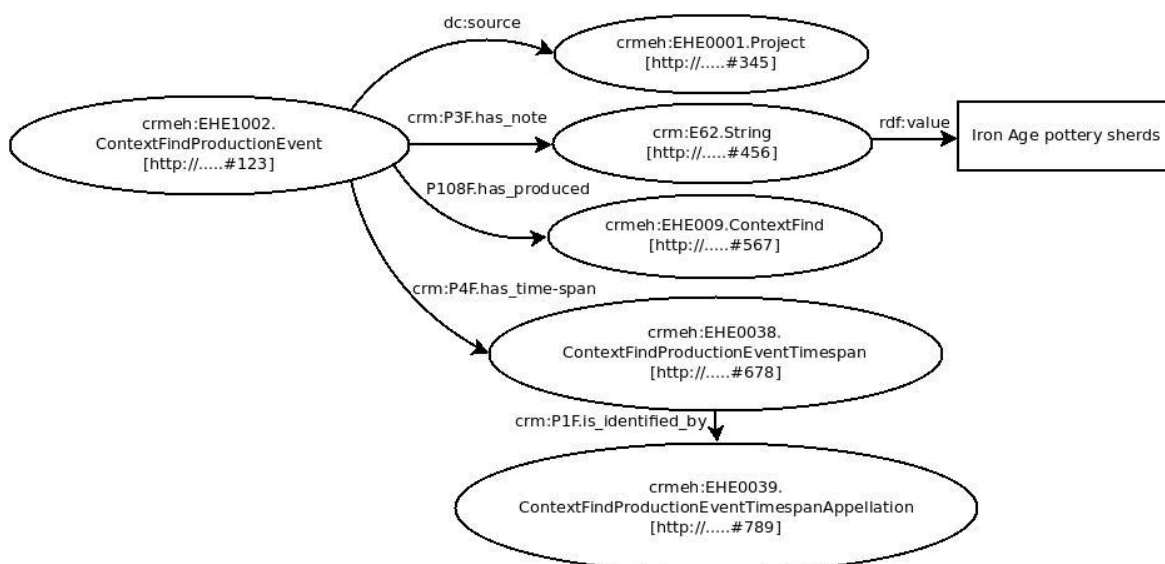 dc:source
crmeh:EHE0001.Project
[http://.....#345]
crmeh:EHE1002.
ContextFindProductionEvent
[http://.....#123]
crm:P3F.has_note
crm:E62.String
[http://.....#456]
rdf:value
Iron Age pottery sherds
P108F.has_produced
crmeh:EHE009.ContextFind
[http://.....#567]
crm:P4F.has_time-span
crmeh:EHE0038.
ContextFindProductionEventTimespan
[http://.....#678]
crm:P1F.is_identified_by
crmeh:EHE0039.
ContextFindProductionEventTimespanAppellation
[http://.....#789]